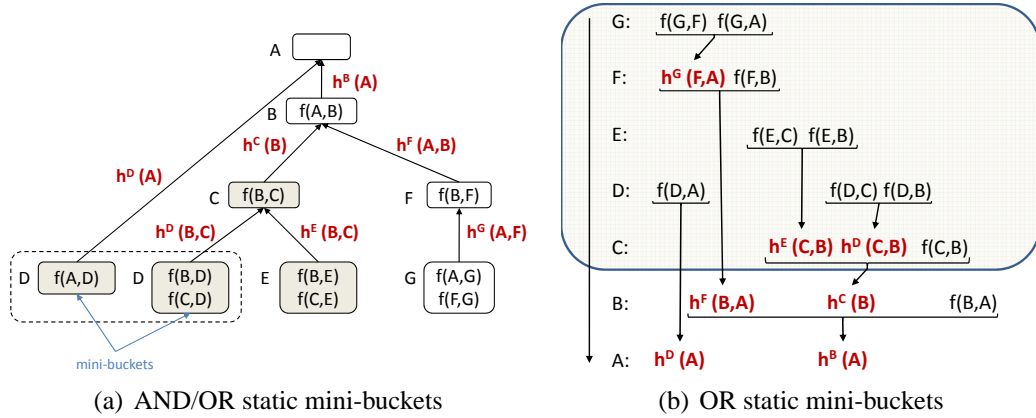 A
h^B (A)
B f(A,B)
h^C (B) h^F (A,B)
h^D (A)
C f(B,C) F f(B,F)
h^D (B,C) h^E (B,C) h^G (A,F)
D f(A,D) D f(B,D) E f(B,E) G f(A,G)
f(C,D) f(C,E) f(F,G)
mini-buckets
(a) AND/OR static mini-buckets
G: f(G,F) f(G,A)
F: h^G (F,A) f(F,B)
E: f(E,C) f(E,B)
D: f(D,A) f(D,C) f(D,B)
C: h^E (C,B) h^D (C,B) f(C,B)
B: h^F (B,A) h^C (B) f(B,A)
A: h^D (A) h^B (A)
(b) OR static mini-buckets